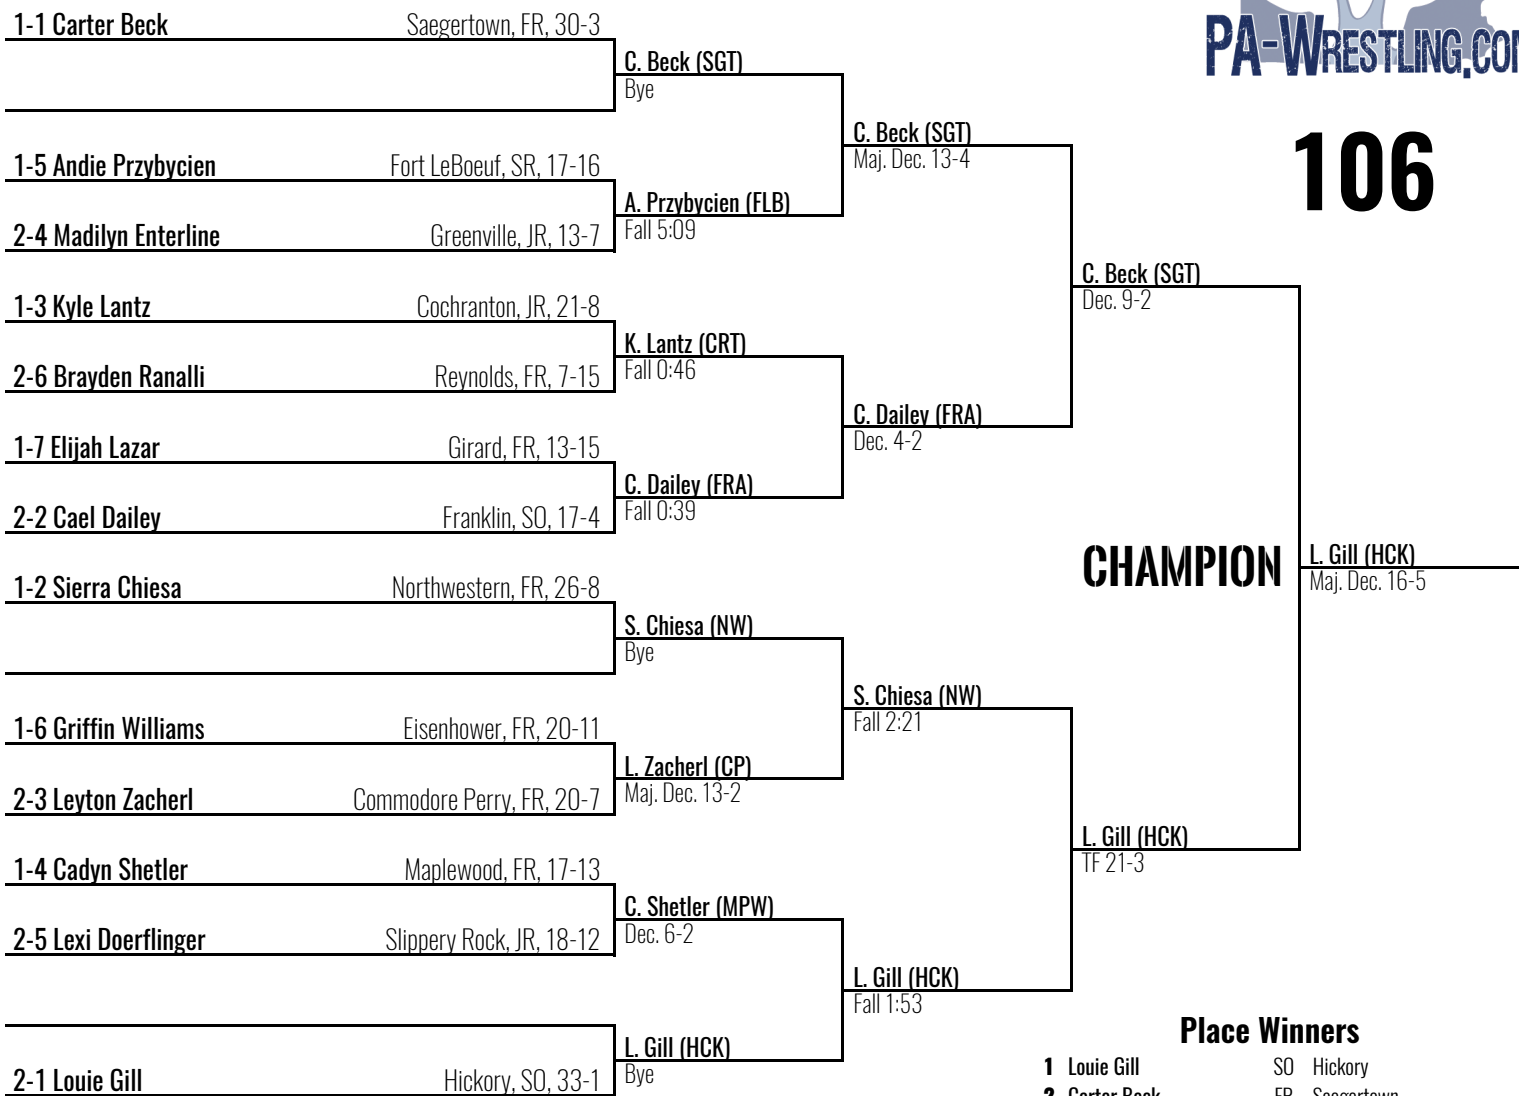 1-1 Carter Beck Saegertown, FR, 30-3
C. Beck (SGT)
Bye
PA-WRESTLING.CO
C. Beck (SGT)
Maj. Dec. 13-4
106
1-5 Andie Przybycien Fort LeBoeuf, SR, 17-16
A. Przybycien (FLB)
Fall 5:09
2-4 Madilyn Enterline Greenville, JR, 13-7
C. Beck (SGT)
Dec. 9-2
1-3 Kyle Lantz Cochranton, JR, 21-8
K. Lantz (CRT)
Fall 0:46
2-6 Brayden Ranalli Reynolds, FR, 7-15
C. Dailey (FRA)
Dec. 4-2
1-7 Elijah Lazar Girard, FR, 13-15
C. Dailey (FRA)
Fall 0:39
2-2 Cael Dailey Franklin, SO, 17-4
CHAMPION
L. Gill (HCK)
Maj. Dec. 16-5
1-2 Sierra Chiesa Northwestern, FR, 26-8
S. Chiesa (NW)
Bye
S. Chiesa (NW)
Fall 2:21
1-6 Griffin Williams Eisenhower, FR, 20-11
L. Zacherl (CP)
Maj. Dec. 13-2
2-3 Leyton Zacherl Commodore Perry, FR, 20-7
L. Gill (HCK)
TF 21-3
1-4 Cadyn Shetler Maplewood, FR, 17-13
C. Shetler (MPW)
Dec. 6-2
2-5 Lexi Doerflinger Slippery Rock, JR, 18-12
L. Gill (HCK)
Fall 1:53
L. Gill (HCK)
Bye
2-1 Louie Gill Hickory, SO, 33-1
Place Winners
1 Louie Gill SO Hickory
2 Carter Beck FR Saegertown